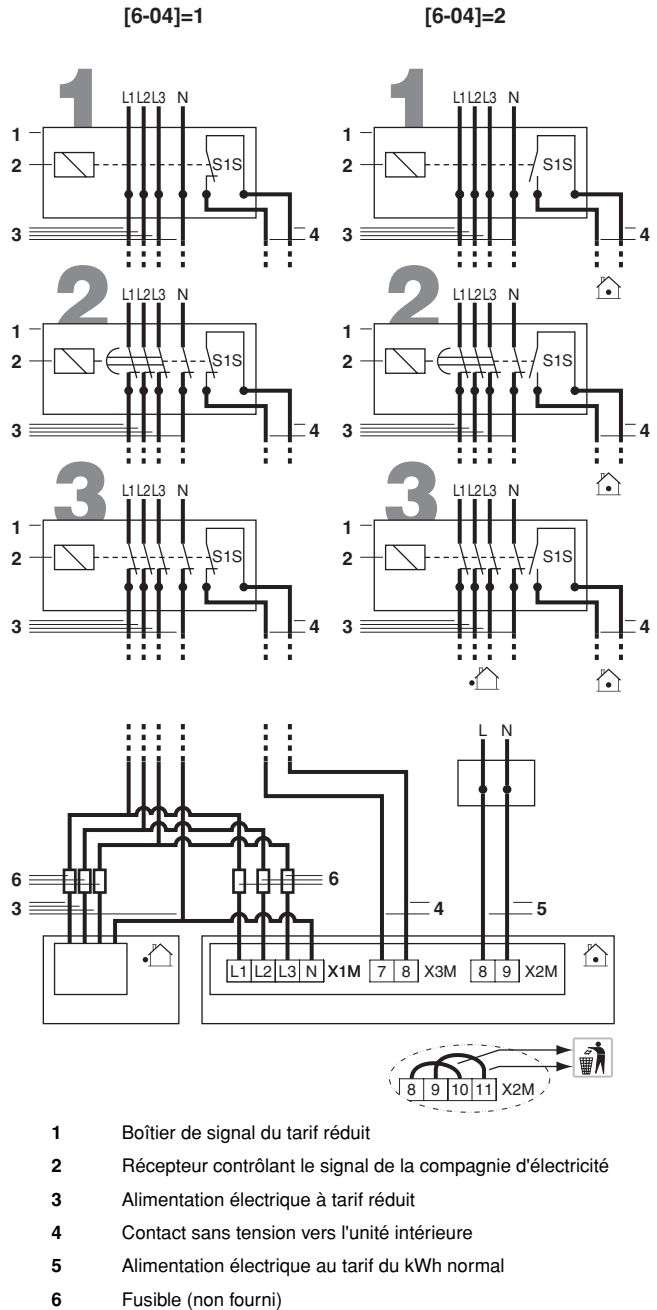 [6-04]=1 [6-04]=2
1 1
L1 L2 L3 N L1 L2 L3 N
1 1
2 S1S 2 S1S
3 4 3 4
2 2
L1 L2 L3 N L1 L2 L3 N
1 1
2 S1S 2 S1S
3 4 3 4
3 3
L1 L2 L3 N L1 L2 L3 N
1 1
2 S1S 2 S1S
3 4 3 4
L N
6 6
3 4 5
L1 L2 L3 N X1M 7 8 X3M 8 9 X2M
8 9 10 11 X2M
1 Boîtier de signal du tarif réduit
2 Récepteur contrôlant le signal de la compagnie d'électricité
3 Alimentation électrique à tarif réduit
4 Contact sans tension vers l'unité intérieure
5 Alimentation électrique au tarif du kWh normal
6 Fusible (non fourni)